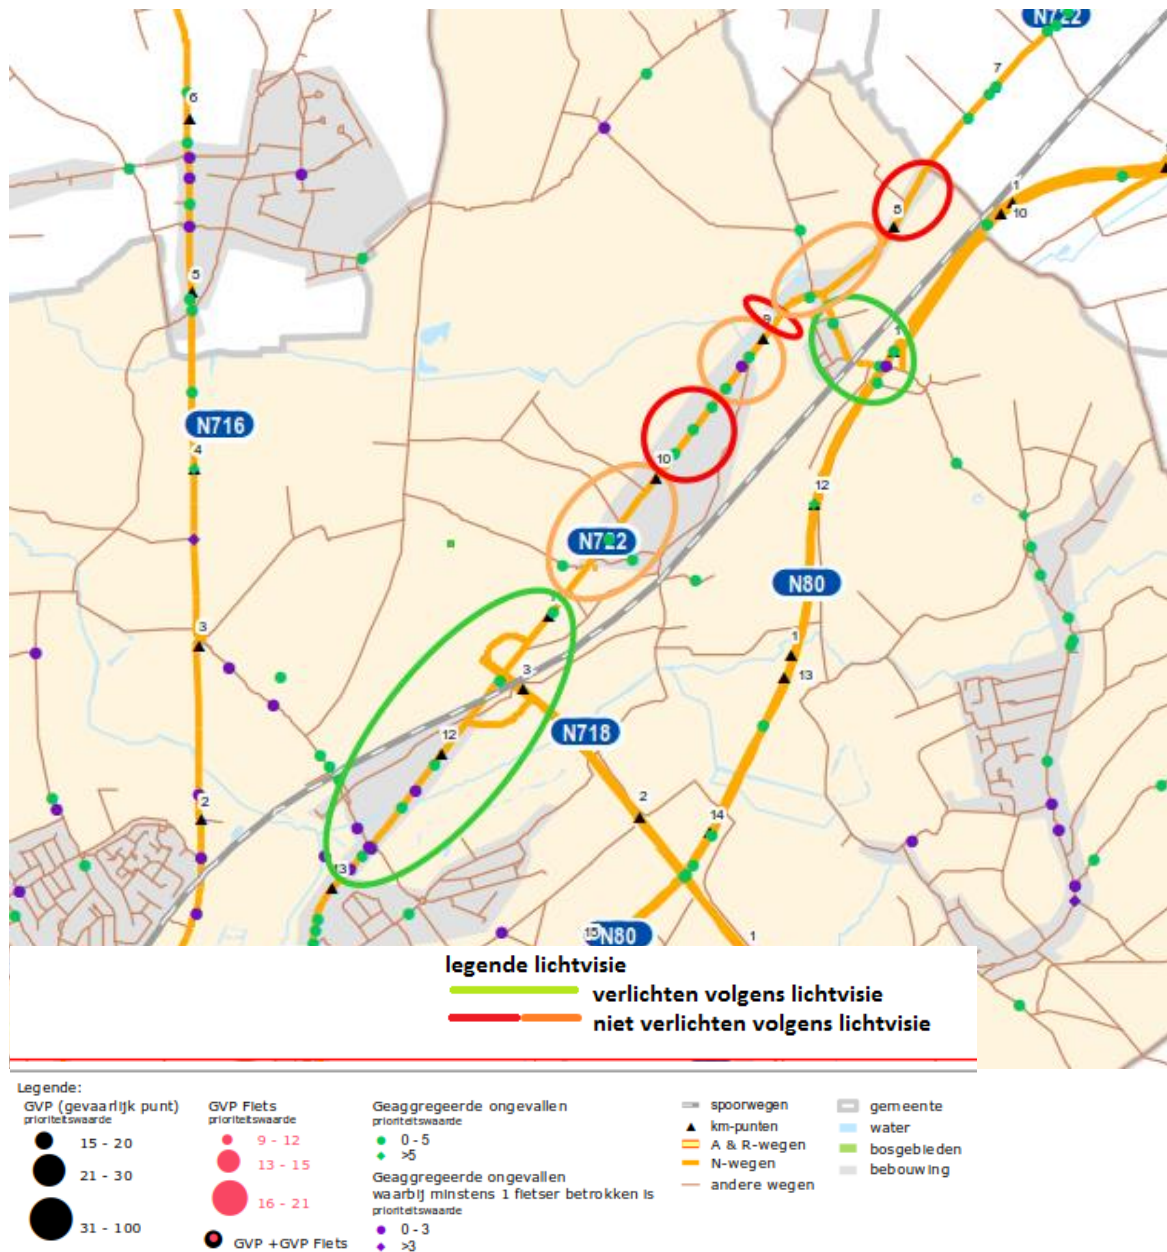 N722
7
6
1
10
8
5
9
1
N716
4
10
12
N722
N80
3
1
13
3
N718
12
2
2
14
13
15
N80
1
legende lichtvisie
verlichten volgens lichtvisie
niet verlichten volgens lichtvisie
Legende:
GVP (gevaarlijk punt)
prioriteitswaarde
15 - 20
21 - 30
31 - 100
GVP Fiets
prioriteitswaarde
9 - 12
13 - 15
16 - 21
GVP +GVP Fiets
Geaggregeerde ongevallen
prioriteitswaarde
0 - 5
>5
Geaggregeerde ongevallen
waarbij minstens 1 fietser betrokken is
prioriteitswaarde
0 - 3
>3
spoorwegen
km-punten
A & R-wegen
N-wegen
andere wegen
gemeente
water
bosgebieden
bebouwing